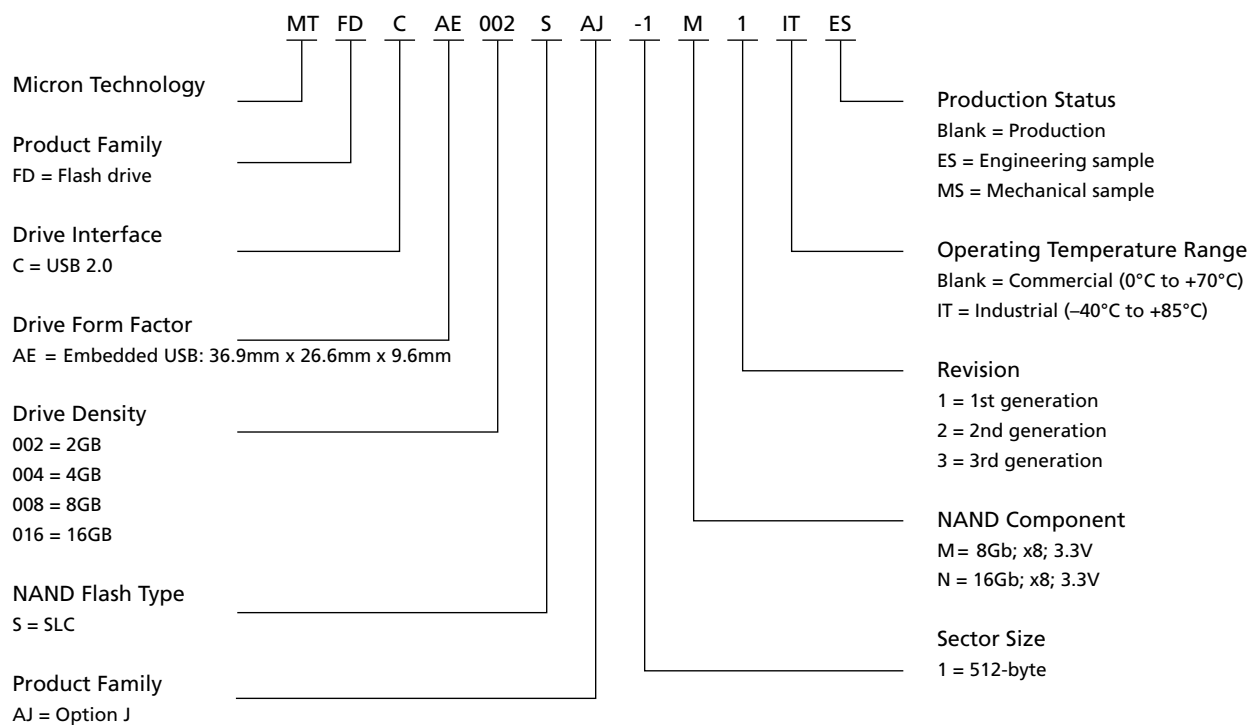 MT FD C AE 002 S AJ -1 M 1 IT ES
Micron Technology
Product Family
FD = Flash drive
Drive Interface
C = USB 2.0
Drive Form Factor
AE = Embedded USB: 36.9mm x 26.6mm x 9.6mm
Drive Density
002 = 2GB
004 = 4GB
008 = 8GB
016 = 16GB
NAND Flash Type
S = SLC
Product Family
AJ = Option J
Production Status
Blank = Production
ES = Engineering sample
MS = Mechanical sample
Operating Temperature Range
Blank = Commercial (0°C to +70°C)
IT = Industrial (–40°C to +85°C)
Revision
1 = 1st generation
2 = 2nd generation
3 = 3rd generation
NAND Component
M = 8Gb; x8; 3.3V
N = 16Gb; x8; 3.3V
Sector Size
1 = 512-byte